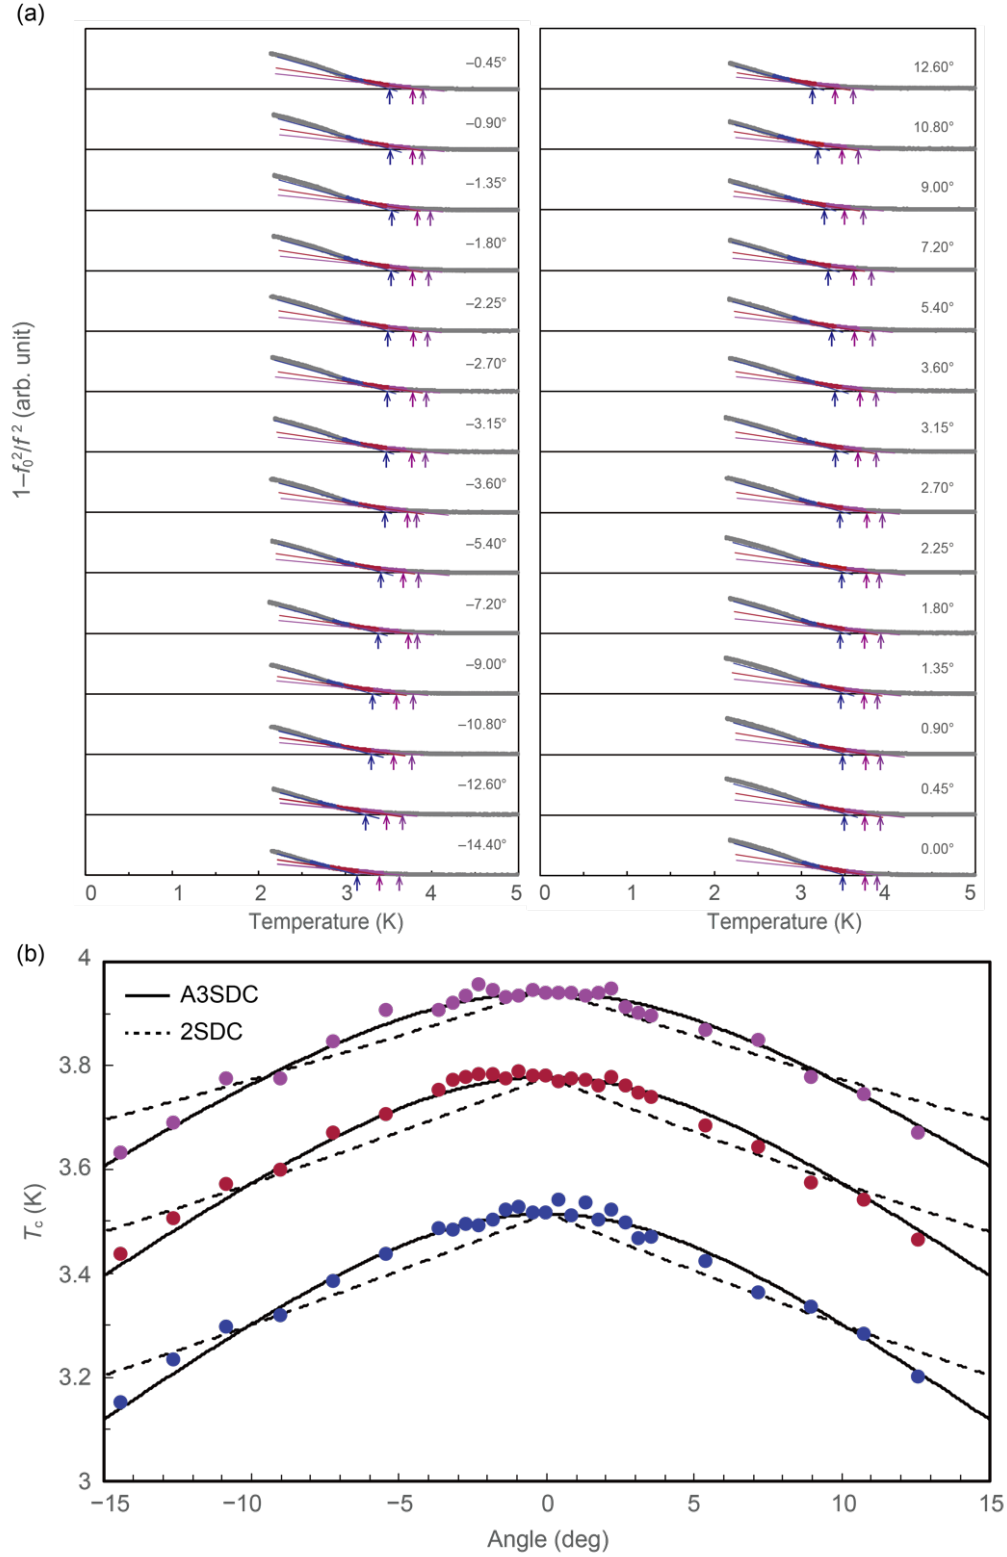 (a)
1–f₀²/f ² (arb. unit)
–0.45°
–0.90°
–1.35°
–1.80°
–2.25°
–2.70°
–3.15°
–3.60°
–5.40°
–7.20°
–9.00°
–10.80°
–12.60°
–14.40°
0 1 2 3 4 5
Temperature (K)
12.60°
10.80°
9.00°
7.20°
5.40°
3.60°
3.15°
2.70°
2.25°
1.80°
1.35°
0.90°
0.45°
0.00°
0 1 2 3 4 5
Temperature (K)
(b)
A3SDC
2SDC
Tc (K)
4
3.8
3.6
3.4
3.2
3
−15 −10 −5 0 5 10 15
Angle (deg)